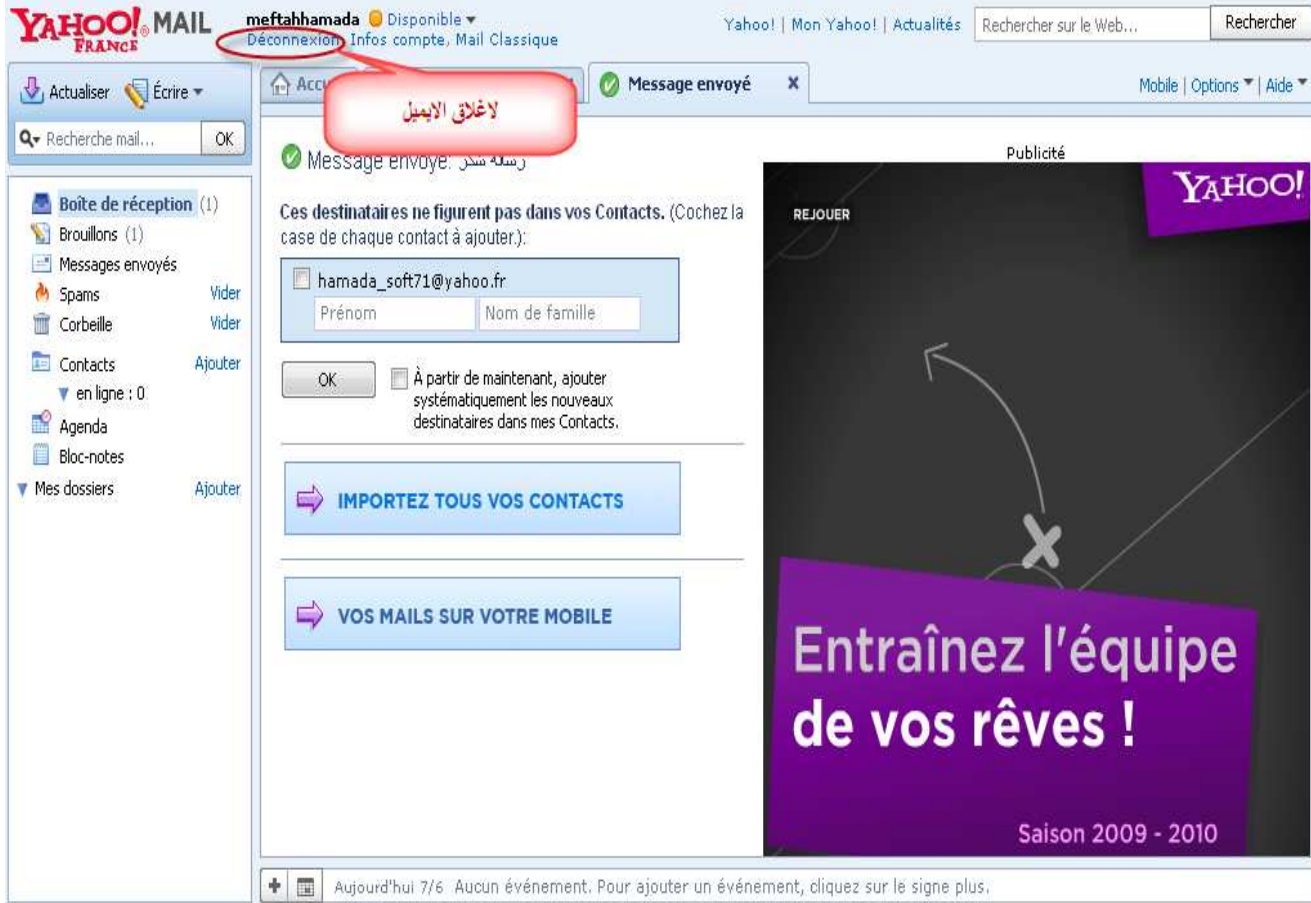 YAHOO! MAIL
FRANCE
meftahhamada Disponible
Déconnexion, Infos compte, Mail Classique
Yahoo! | Mon Yahoo! | Actualités
Rechercher sur le Web...
Rechercher
Actualiser
Écrire
Recherche mail...
OK
Boîte de réception (1)
Brouillons (1)
Messages envoyés
Spams Vider
Corbeille Vider
Contacts Ajouter
en ligne : 0
Agenda
Bloc-notes
Mes dossiers Ajouter
Message envoyé X
Mobile | Options | Aide
لاغلاق الايميل
Message envoyé: رسالة شكر
Ces destinataires ne figurent pas dans vos Contacts. (Cochez la
case de chaque contact à ajouter.):
hamada_soft71@yahoo.fr
Prénom
Nom de famille
OK
À partir de maintenant, ajouter
systématiquement les nouveaux
destinataires dans mes Contacts.
IMPORTEZ TOUS VOS CONTACTS
VOS MAILS SUR VOTRE MOBILE
Publicité
REJOUER
YAHOO!
Entraînez l'équipe
de vos rêves !
Saison 2009 - 2010
Aujourd'hui 7/6 Aucun événement. Pour ajouter un événement, cliquez sur le signe plus.